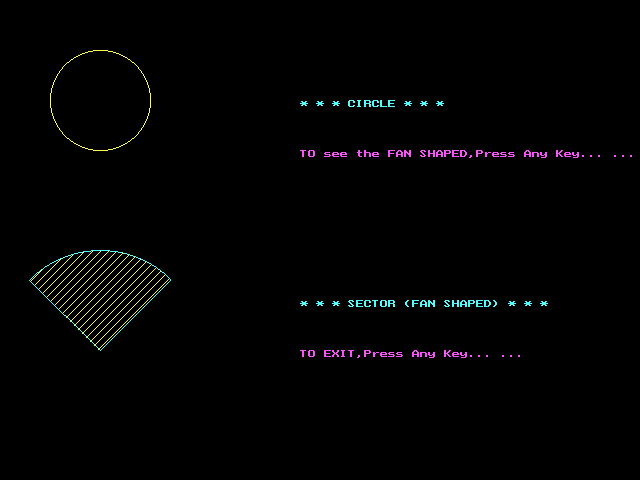 * * * CIRCLE * * *
TO see the FAN SHAPED,Press Any Key... ...
* * * SECTOR (FAN SHAPED) * * *
TO EXIT,Press Any Key... ...